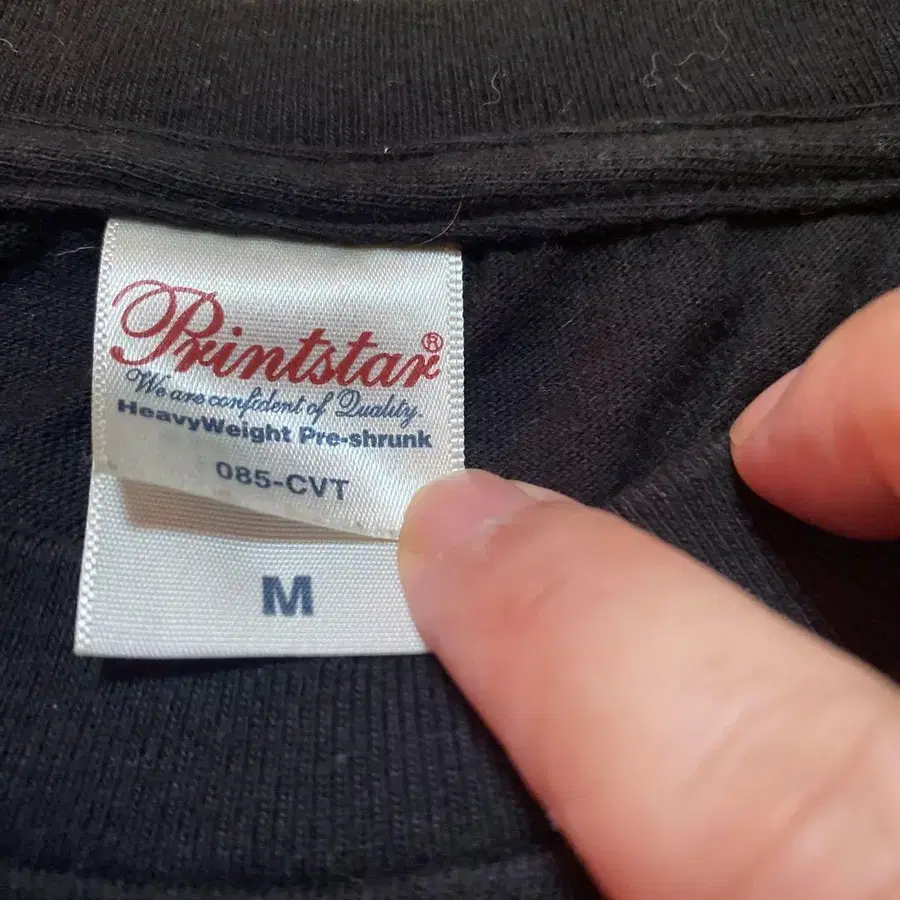 Printstar®
We are confident of Quality.
HeavyWeight Pre-shrunk
085-CVT
M